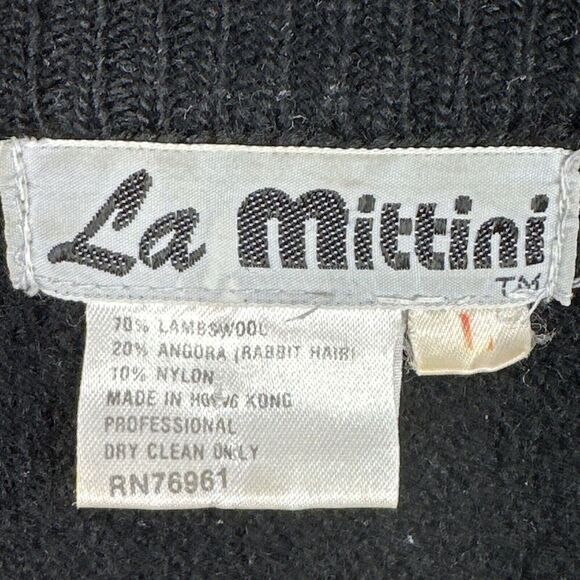 La Mittini
TM
70% LAMBSWOOL
20% ANGORA (RABBIT HAIR)
10% NYLON
MADE IN HONG KONG
PROFESSIONAL
DRY CLEAN ONLY
RN76961